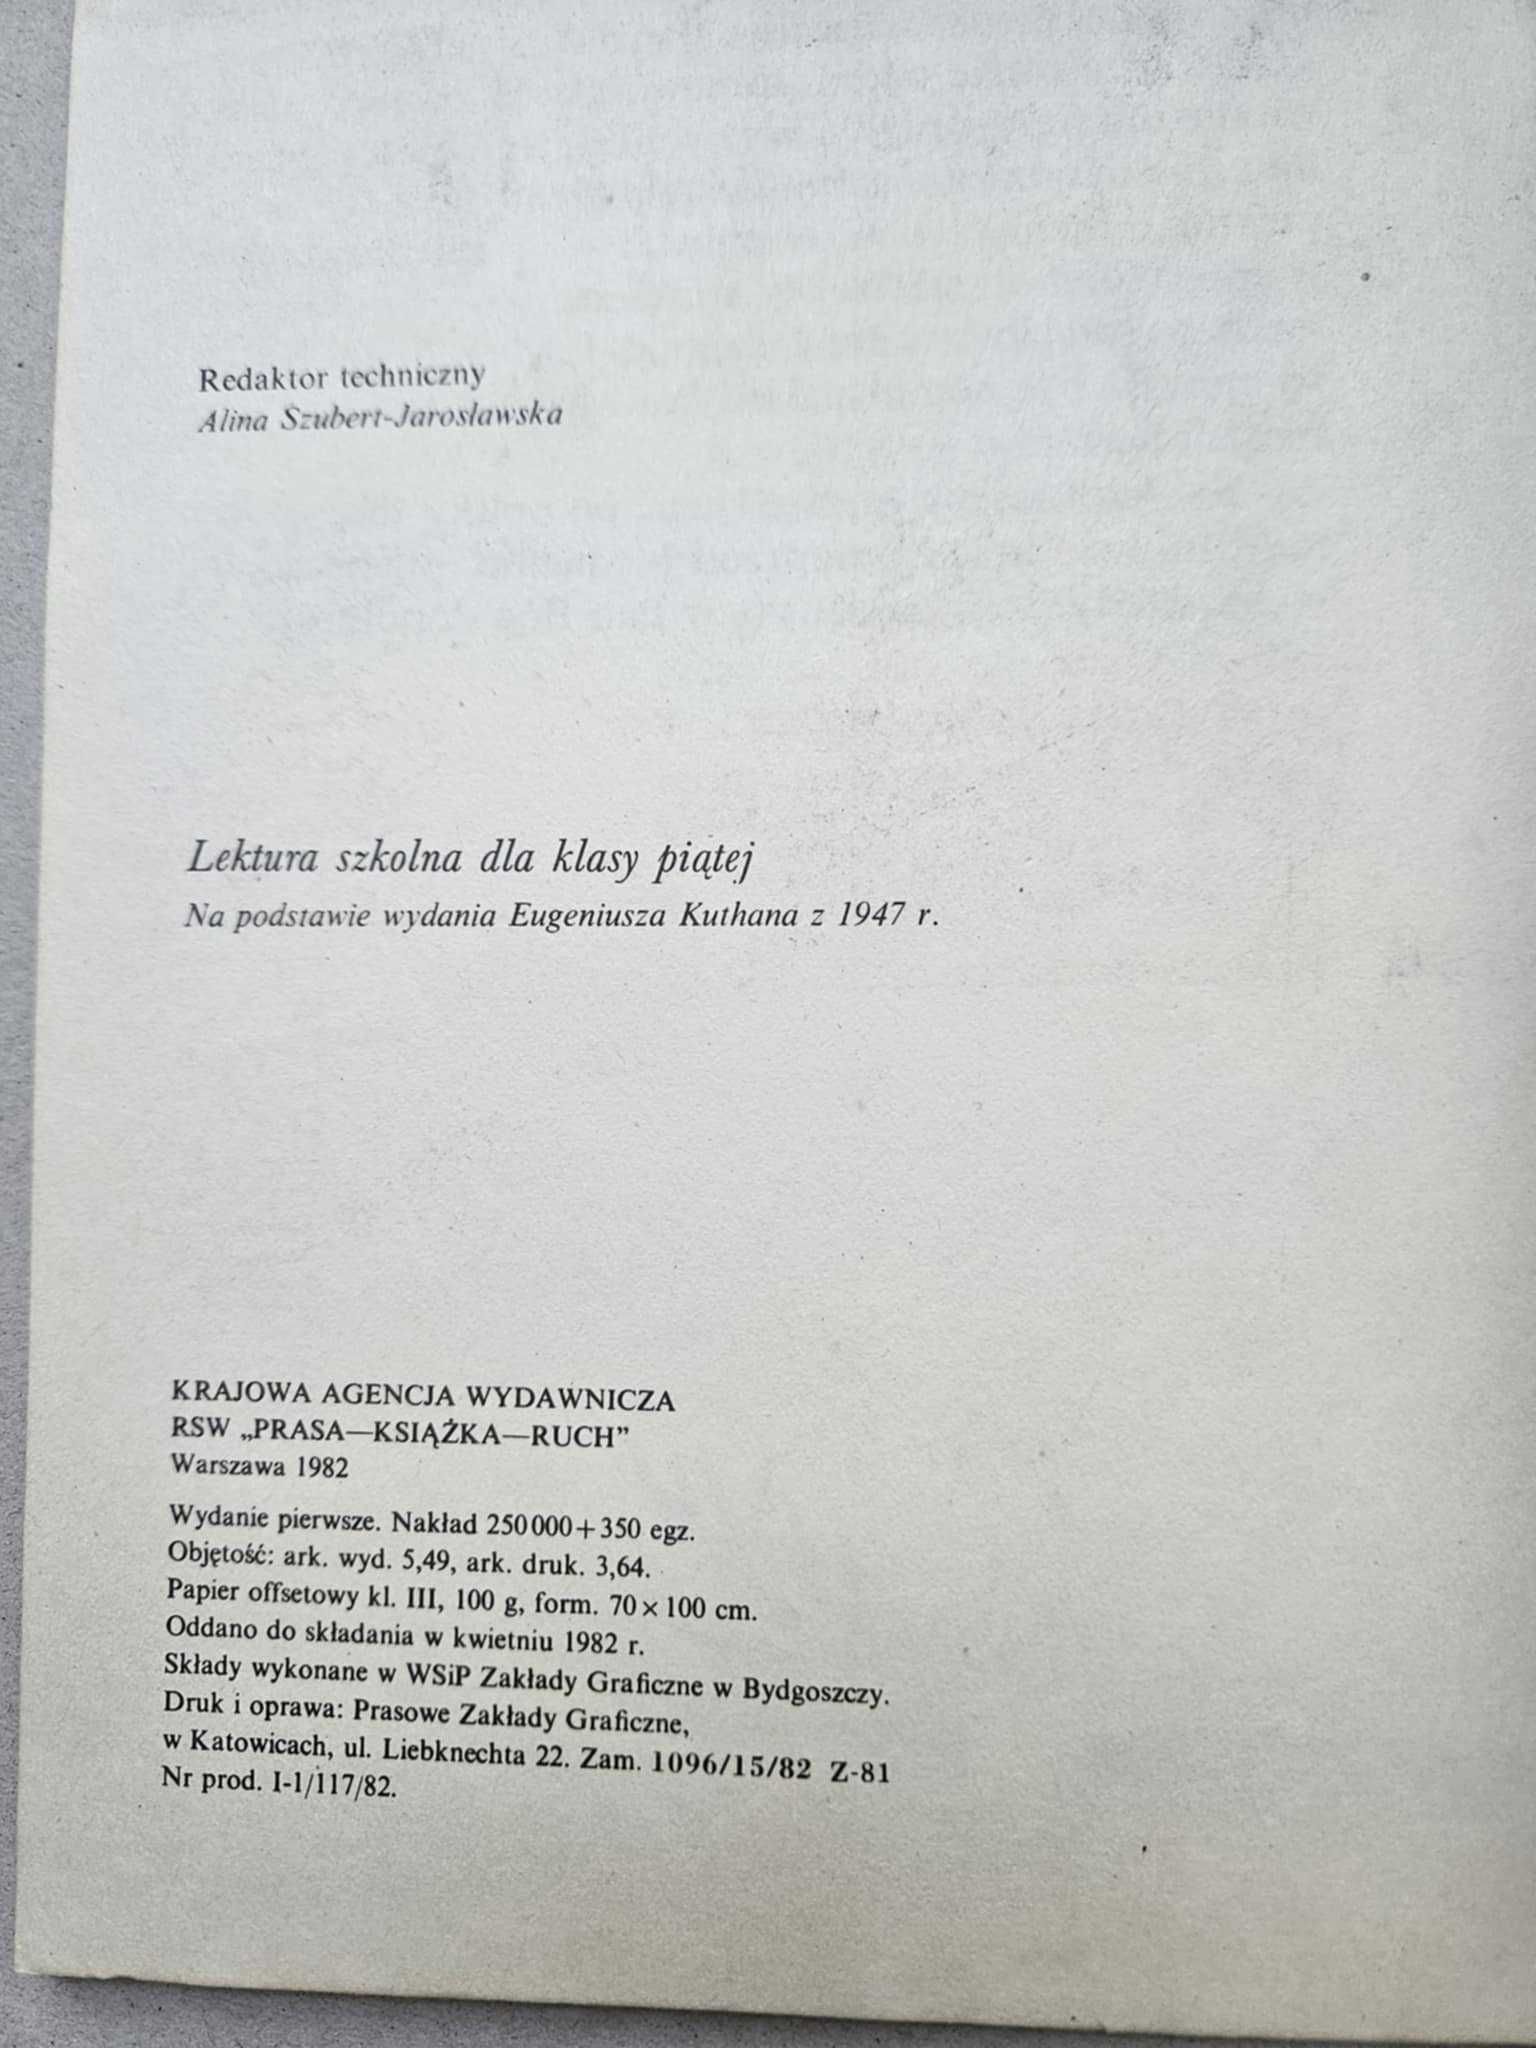 Redaktor techniczny
Alina Szubert-Jarosławska
Lektura szkolna dla klasy piątej
Na podstawie wydania Eugeniusza Kuthana z 1947 r.
KRAJOWA AGENCJA WYDAWNICZA
RSW „PRASA—KSIĄŻKA—RUCH”
Warszawa 1982
Wydanie pierwsze. Nakład 250 000+350 egz.
Objętość: ark. wyd. 5,49, ark. druk. 3,64.
Papier offsetowy kl. III, 100 g, form. 70 × 100 cm.
Oddano do składania w kwietniu 1982 r.
Składy wykonane w WSiP Zakłady Graficzne w Bydgoszczy.
Druk i oprawa: Prasowe Zakłady Graficzne,
w Katowicach, ul. Liebknechta 22. Zam. 1096/15/82 Z-81
Nr prod. I-1/117/82.